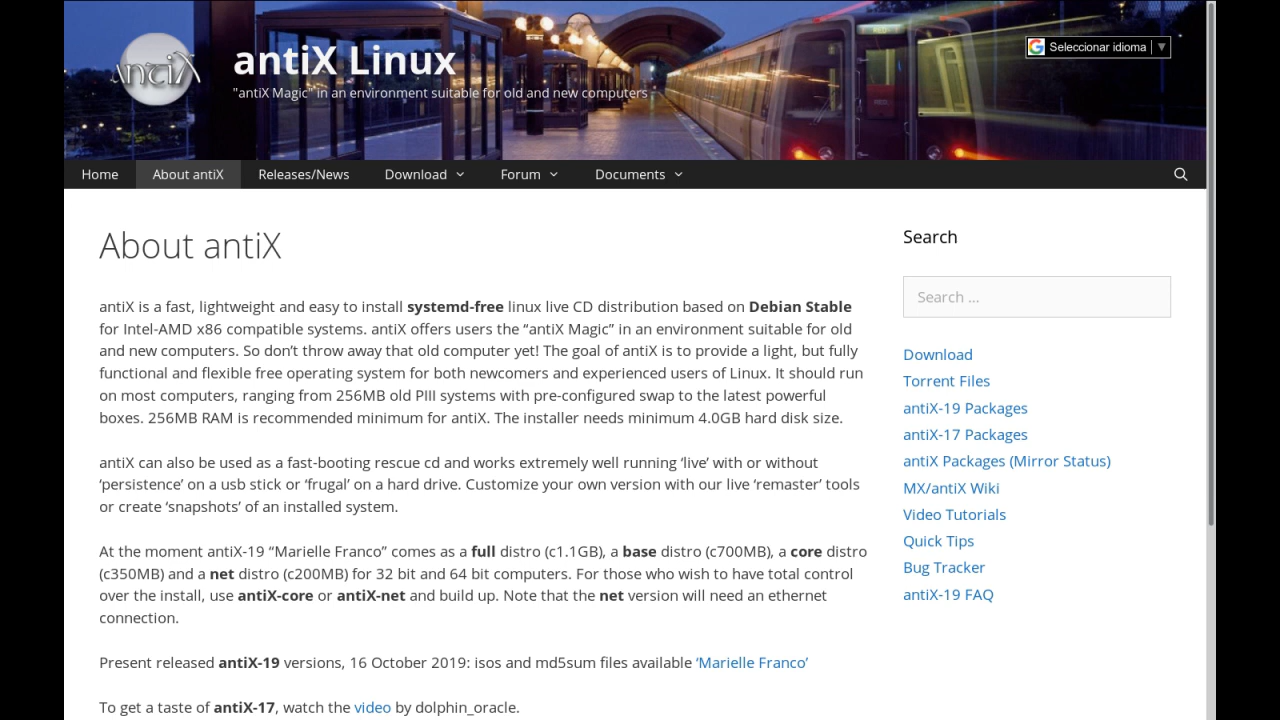 antiX
antiX Linux
"antiX Magic" in an environment suitable for old and new computers
Seleccionar idioma ▼
Home About antiX Releases/News Download Forum Documents
About antiX
antiX is a fast, lightweight and easy to install systemd-free linux live CD distribution based on Debian Stable
for Intel-AMD x86 compatible systems. antiX offers users the “antiX Magic” in an environment suitable for old
and new computers. So don’t throw away that old computer yet! The goal of antiX is to provide a light, but fully
functional and flexible free operating system for both newcomers and experienced users of Linux. It should run
on most computers, ranging from 256MB old PIII systems with pre-configured swap to the latest powerful
boxes. 256MB RAM is recommended minimum for antiX. The installer needs minimum 4.0GB hard disk size.
antiX can also be used as a fast-booting rescue cd and works extremely well running ‘live’ with or without
‘persistence’ on a usb stick or ‘frugal’ on a hard drive. Customize your own version with our live ‘remaster’ tools
or create ‘snapshots’ of an installed system.
At the moment antiX-19 “Marielle Franco” comes as a full distro (c1.1GB), a base distro (c700MB), a core distro
(c350MB) and a net distro (c200MB) for 32 bit and 64 bit computers. For those who wish to have total control
over the install, use antiX-core or antiX-net and build up. Note that the net version will need an ethernet
connection.
Present released antiX-19 versions, 16 October 2019: isos and md5sum files available ‘Marielle Franco’
To get a taste of antiX-17, watch the video by dolphin_oracle.
Search
Search …
Download
Torrent Files
antiX-19 Packages
antiX-17 Packages
antiX Packages (Mirror Status)
MX/antiX Wiki
Video Tutorials
Quick Tips
Bug Tracker
antiX-19 FAQ